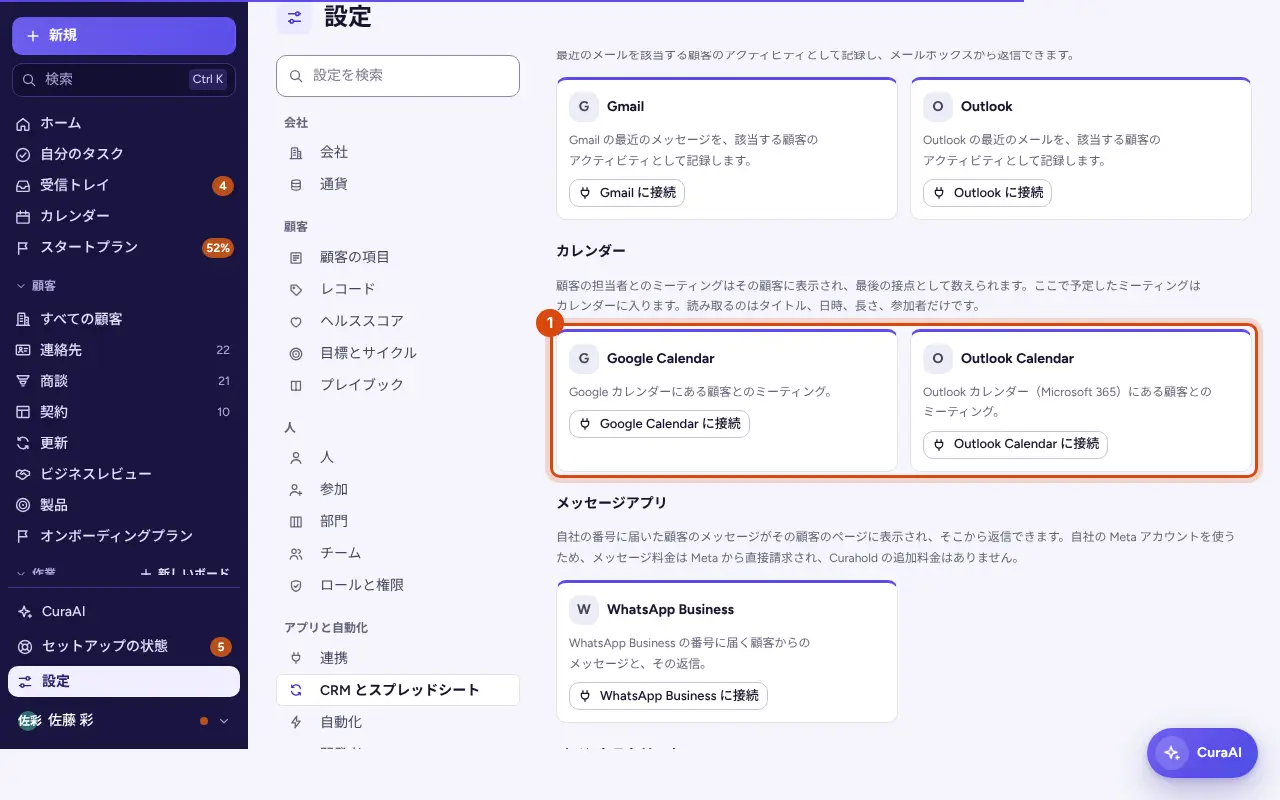 新規
検索
Ctrl K
ホーム
自分のタスク
受信トレイ
4
カレンダー
スタートプラン
52%
顧客
すべての顧客
連絡先
22
商談
21
契約
10
更新
ビジネスレビュー
製品
オンボーディングプラン
作業
新しいボード
CuraAI
セットアップの状態
5
設定
佐彩
佐藤 彩
設定
設定を検索
会社
会社
通貨
顧客
顧客の項目
レコード
ヘルススコア
目標とサイクル
プレイブック
人
人
参加
部門
チーム
ロールと権限
アプリと自動化
連携
CRM とスプレッドシート
自動化
最近のメールを該当する顧客のアクティビティとして記録し、メールボックスから返信できます。
G
Gmail
Gmail の最近のメッセージを、該当する顧客の
アクティビティとして記録します。
Gmail に接続
O
Outlook
Outlook の最近のメールを、該当する顧客の
アクティビティとして記録します。
Outlook に接続
カレンダー
顧客の担当者とのミーティングはその顧客に表示され、最後の接点として数えられます。ここで予定したミーティングは
カレンダーに入ります。読み取るのはタイトル、日時、長さ、参加者だけです。
1
G
Google Calendar
Google カレンダーにある顧客とのミーティング。
Google Calendar に接続
O
Outlook Calendar
Outlook カレンダー（Microsoft 365）にある顧客との
ミーティング。
Outlook Calendar に接続
メッセージアプリ
自社の番号に届いた顧客のメッセージがその顧客のページに表示され、そこから返信できます。自社の Meta アカウントを使う
ため、メッセージ料金は Meta から直接請求され、Curahold の追加料金はありません。
W
WhatsApp Business
WhatsApp Business の番号に届く顧客からの
メッセージと、その返信。
WhatsApp Business に接続
CuraAI